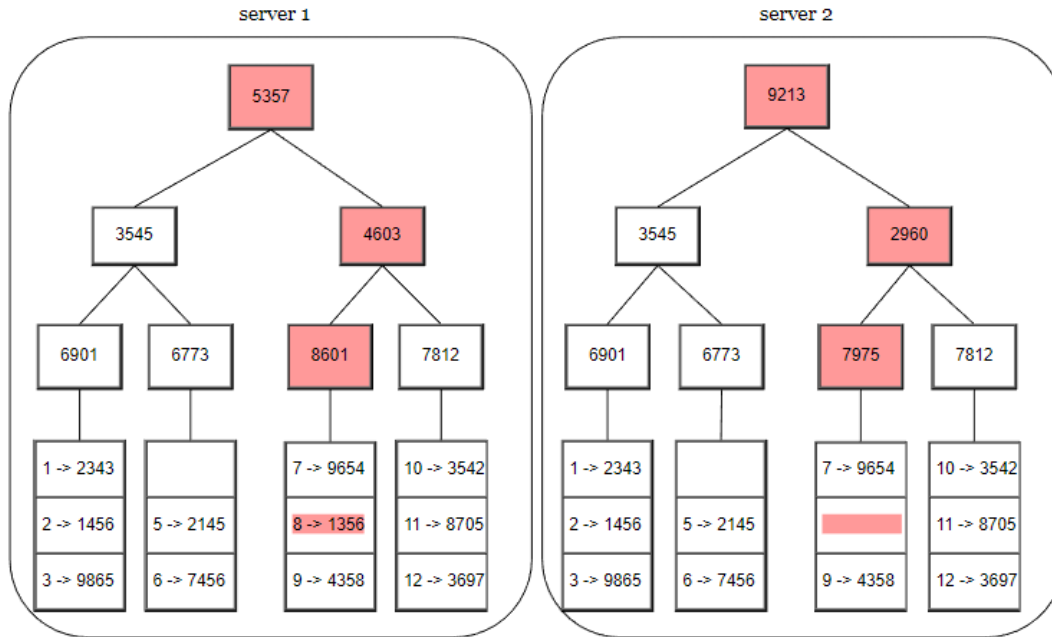 server 1
server 2
5357
9213
3545
4603
3545
2960
6901
6773
8601
7812
6901
6773
7975
7812
1 -> 2343
7 -> 9654
10 -> 3542
1 -> 2343
7 -> 9654
10 -> 3542
2 -> 1456
5 -> 2145
8 -> 1356
11 -> 8705
2 -> 1456
5 -> 2145
11 -> 8705
3 -> 9865
6 -> 7456
9 -> 4358
12 -> 3697
3 -> 9865
6 -> 7456
9 -> 4358
12 -> 3697